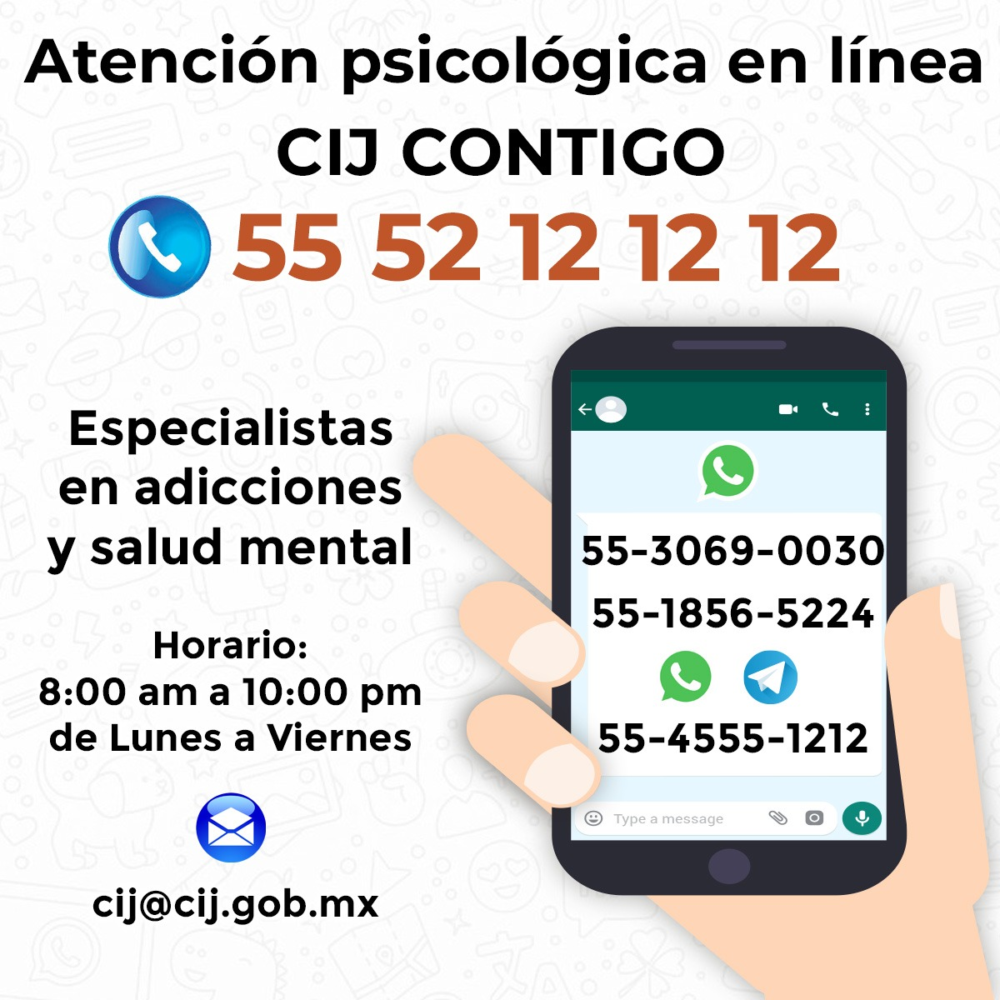 Atención psicológica en línea
CIJ CONTIGO
55 52 12 12 12
Especialistas
en adicciones
y salud mental
Horario:
8:00 am a 10:00 pm
de Lunes a Viernes
cij@cij.gob.mx
55-3069-0030
55-1856-5224
55-4555-1212
Type a message